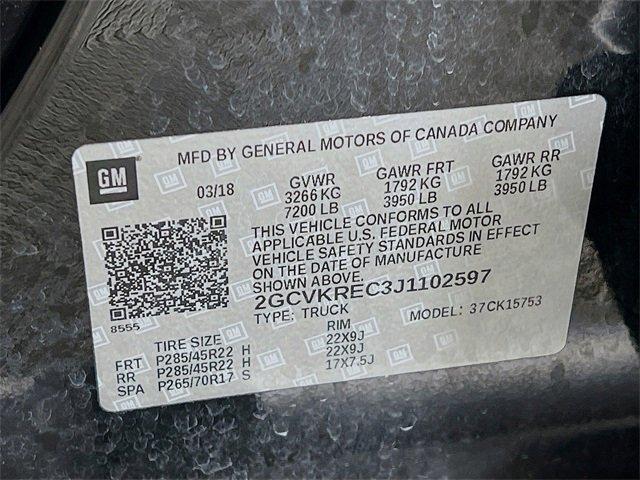 MFD BY GENERAL MOTORS OF CANADA COMPANY
GM
03/18 GVWR GAWR FRT GAWR RR
3266 KG 1792 KG 1792 KG
7200 LB 3950 LB 3950 LB
THIS VEHICLE CONFORMS TO ALL
APPLICABLE U.S. FEDERAL MOTOR
VEHICLE SAFETY STANDARDS IN EFFECT
ON THE DATE OF MANUFACTURE
SHOWN ABOVE.
2GCVKREC3J1102597
8555
TYPE: TRUCK MODEL: 37CK15753
TIRE SIZE RIM
FRT P285/45R22 H 22X9J
RR P285/45R22 H 22X9J
SPA P265/70R17 S 17X7.5J